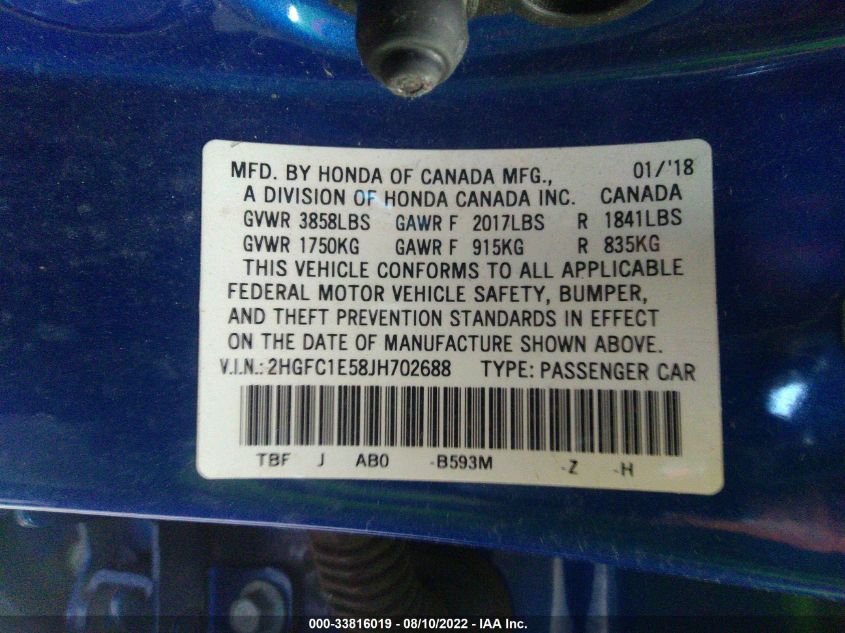 MFD. BY HONDA OF CANADA MFG., 01/'18
A DIVISION OF HONDA CANADA INC. CANADA
GVWR 3858LBS GAWR F 2017LBS R 1841LBS
GVWR 1750KG GAWR F 915KG R 835KG
THIS VEHICLE CONFORMS TO ALL APPLICABLE
FEDERAL MOTOR VEHICLE SAFETY, BUMPER,
AND THEFT PREVENTION STANDARDS IN EFFECT
ON THE DATE OF MANUFACTURE SHOWN ABOVE.
V.I.N.: 2HGFC1E58JH702688 TYPE: PASSENGER CAR
TBF J AB0 -B593M -Z -H
000-33816019 - 08/10/2022 - IAA Inc.